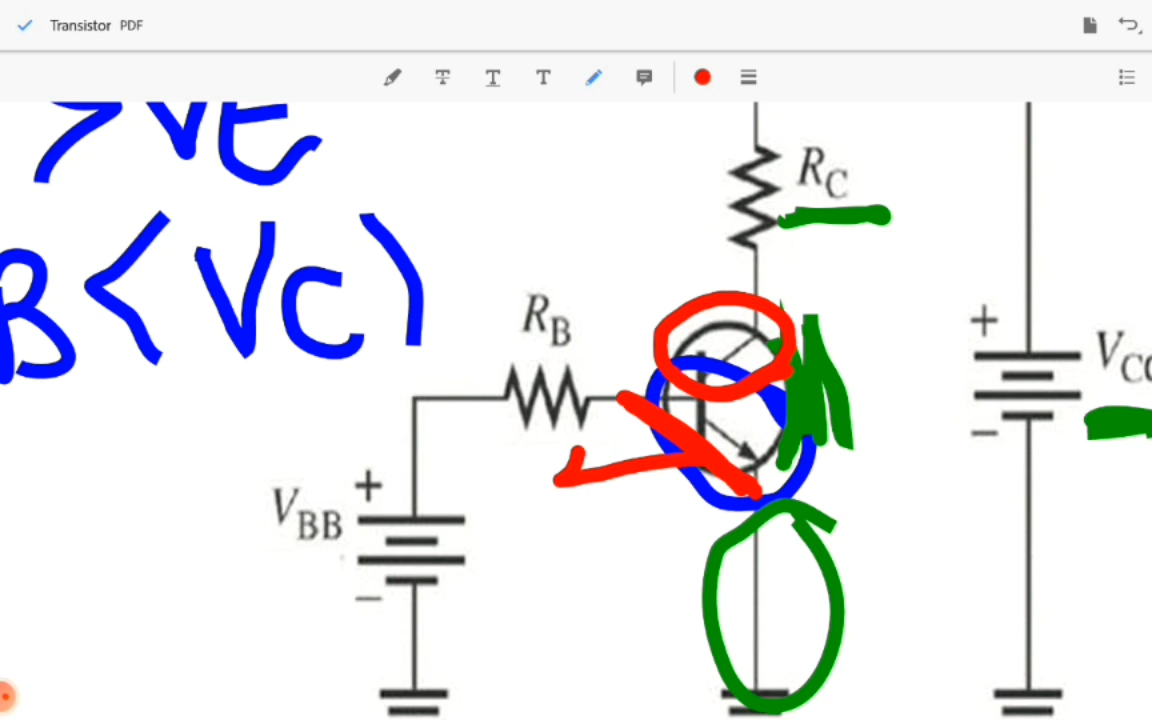 Transistor PDF
T T T
> VE
B < VC)
RC
RB
+
VCC
−
+
VBB
−